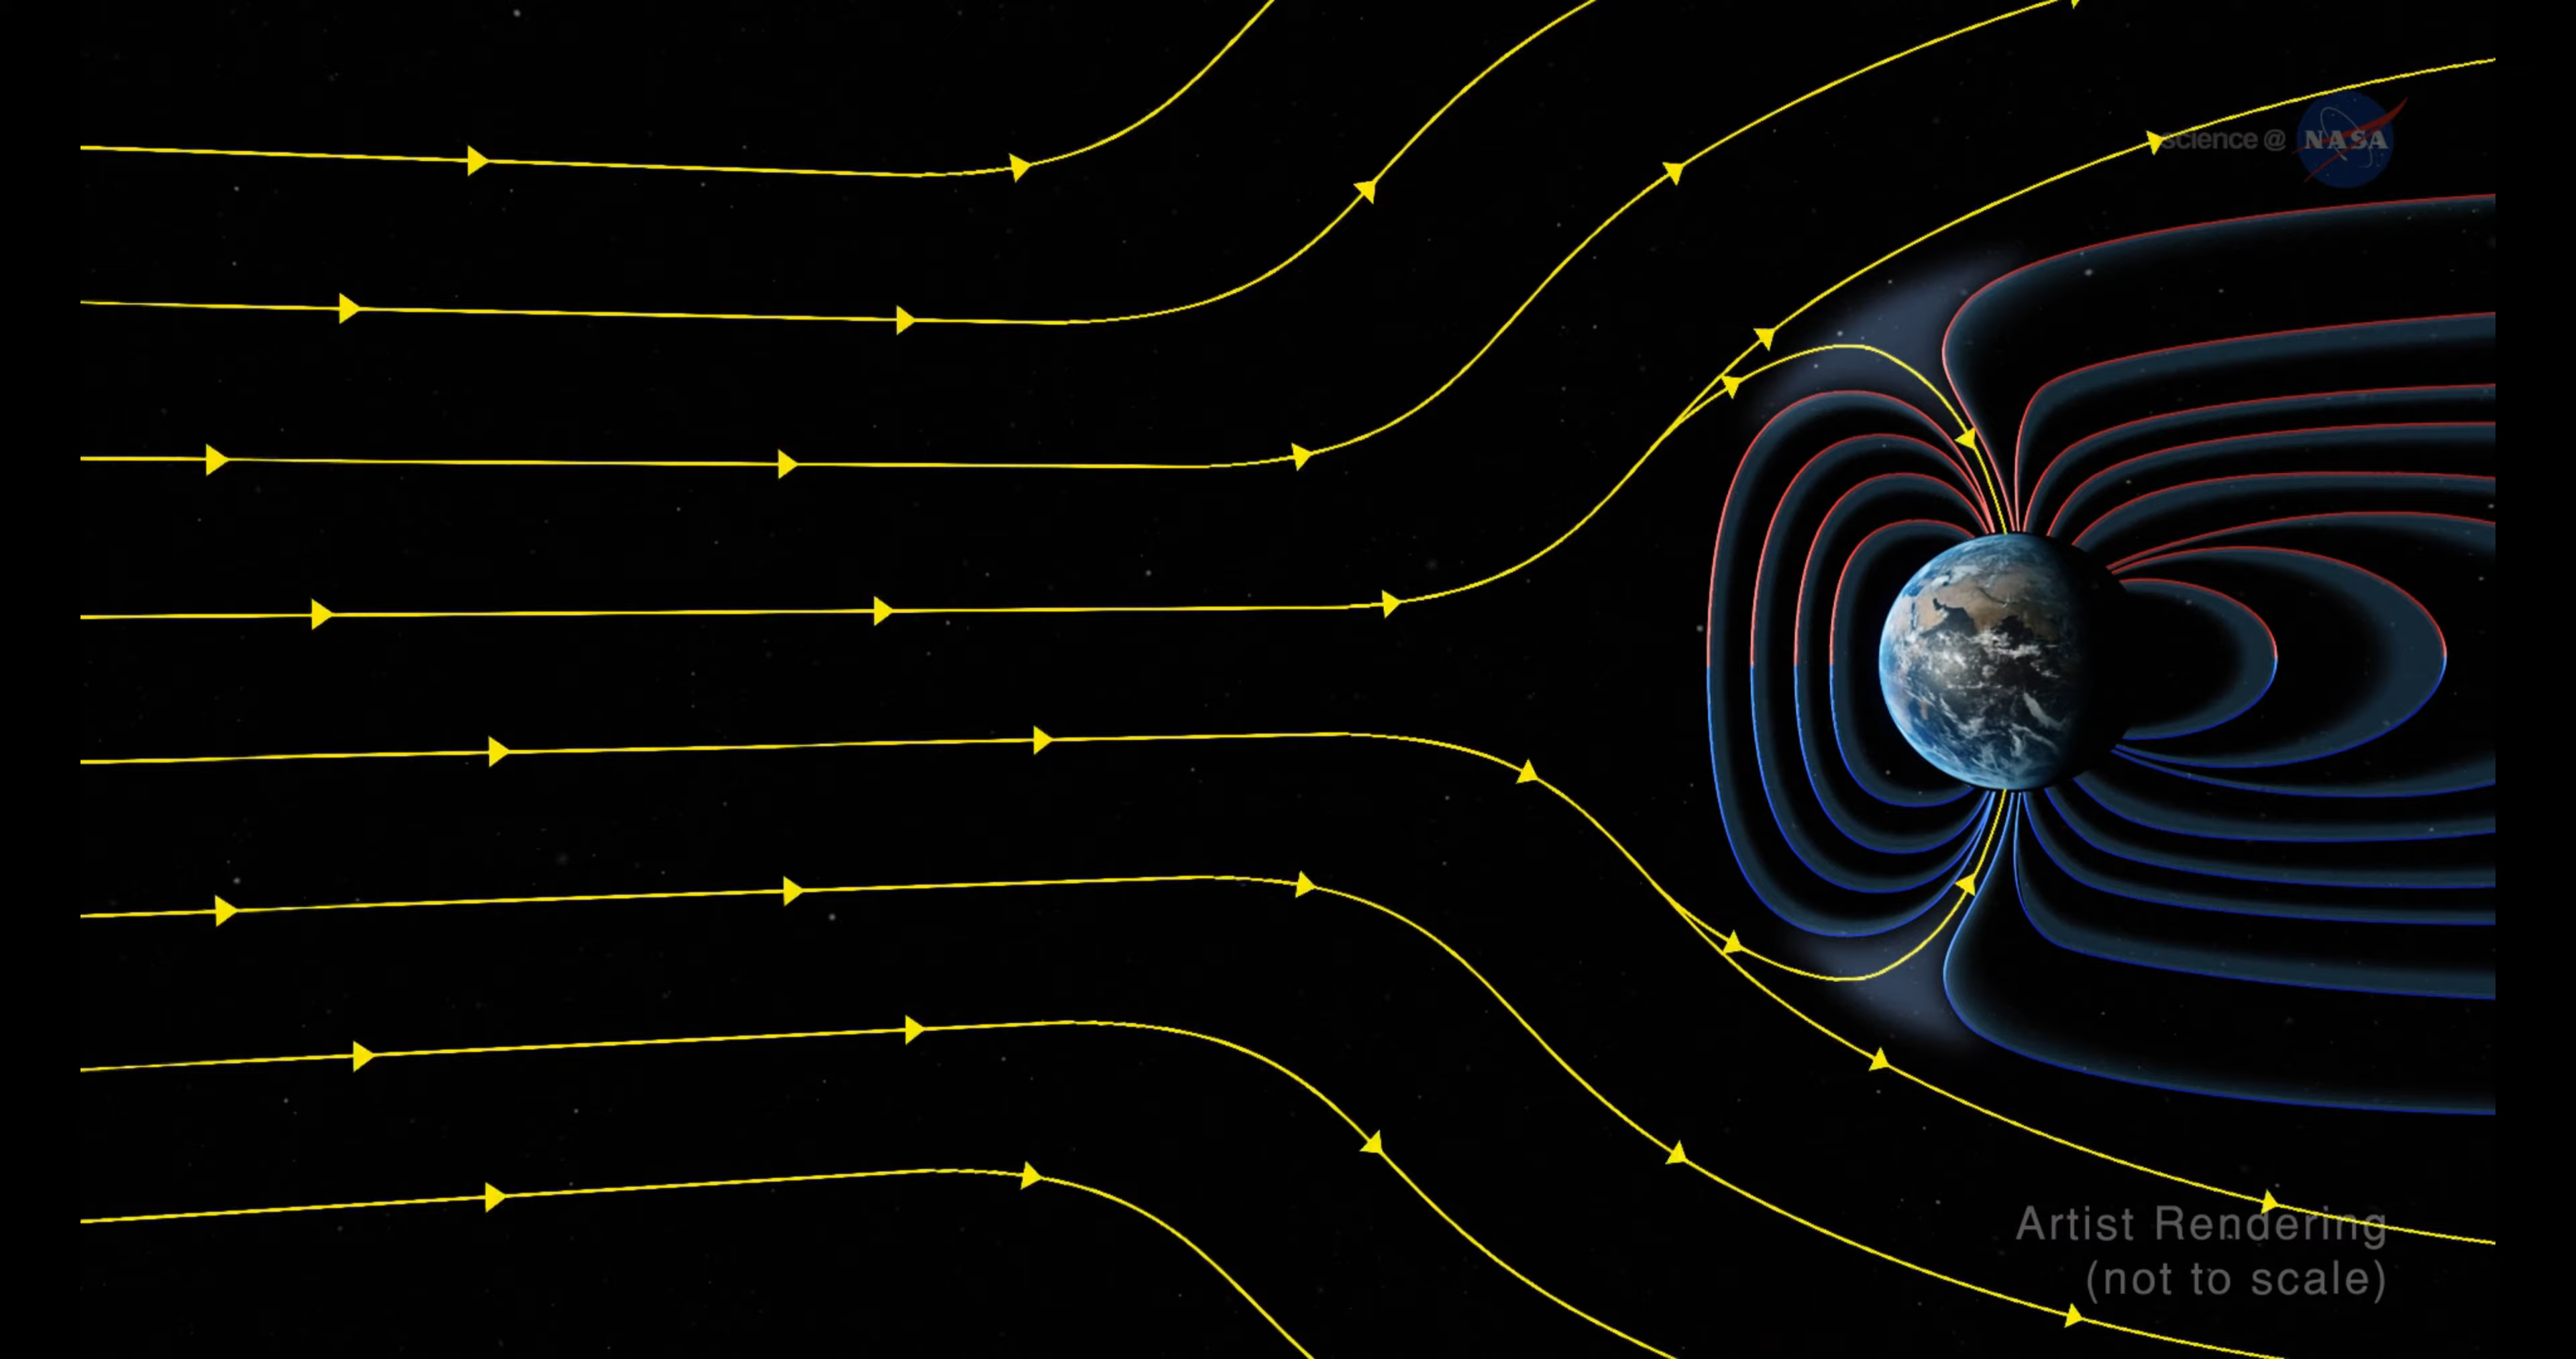 science @ NASA
Artist Rendering
(not to scale)